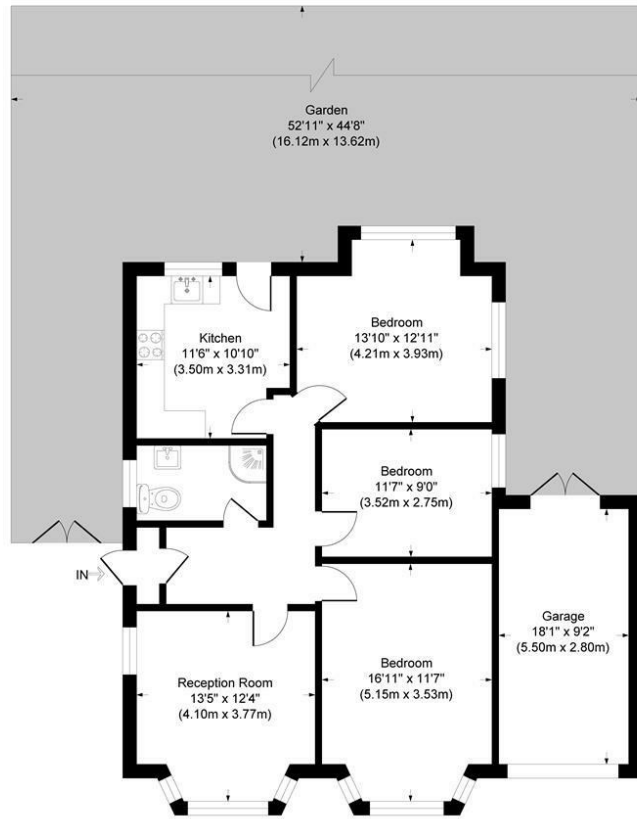 Garden
52'11" x 44'8"
(16.12m x 13.62m)
Kitchen
11'6" x 10'10"
(3.50m x 3.31m)
Bedroom
13'10" x 12'11"
(4.21m x 3.93m)
Bedroom
11'7" x 9'0"
(3.52m x 2.75m)
IN
Reception Room
13'5" x 12'4"
(4.10m x 3.77m)
Bedroom
16'11" x 11'7"
(5.15m x 3.53m)
Garage
18'1" x 9'2"
(5.50m x 2.80m)